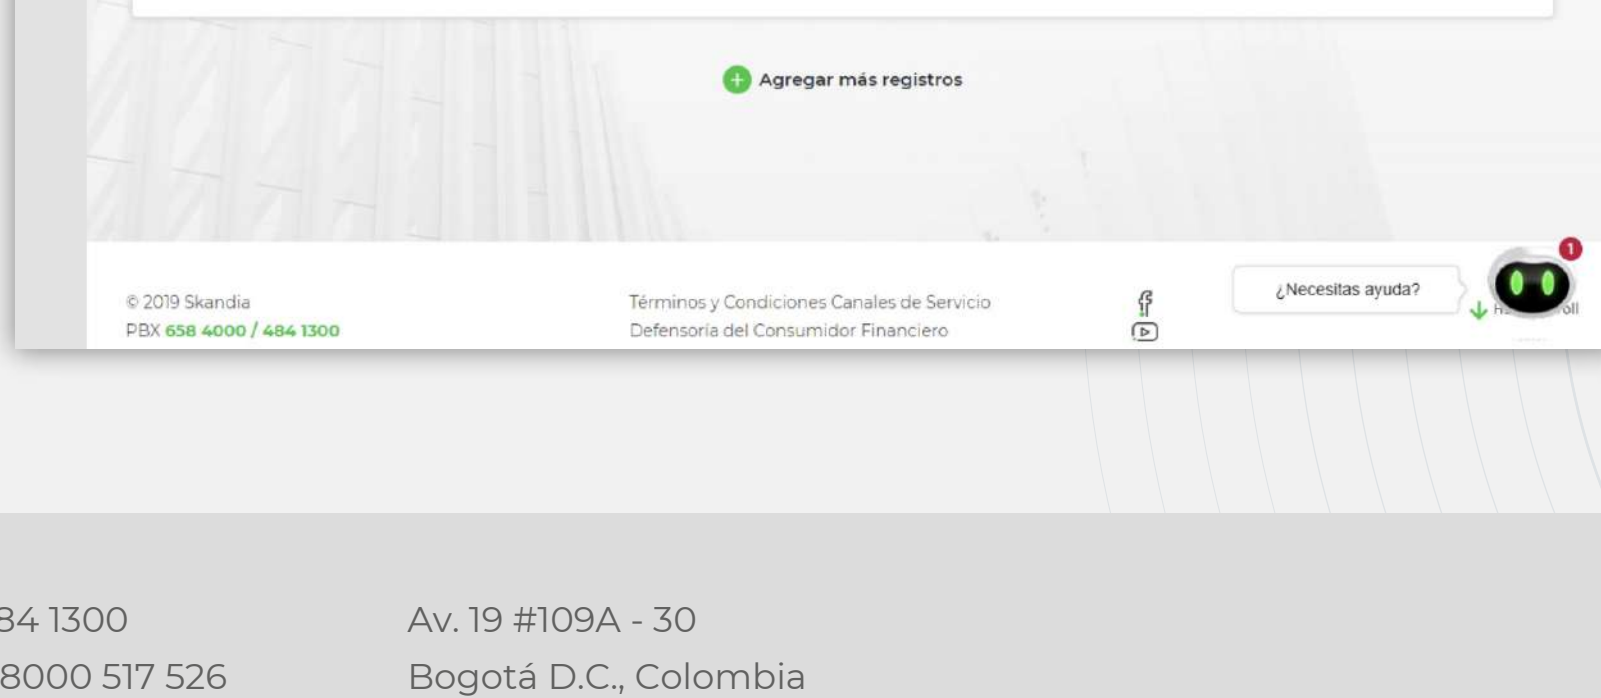 Agregar más registros
1
¿Necesitas ayuda?
© 2019 Skandia
Términos y Condiciones Canales de Servicio
PBX 658 4000 / 484 1300
Defensoría del Consumidor Financiero
84 1300
Av. 19 #109A - 30
8000 517 526
Bogotá D.C., Colombia